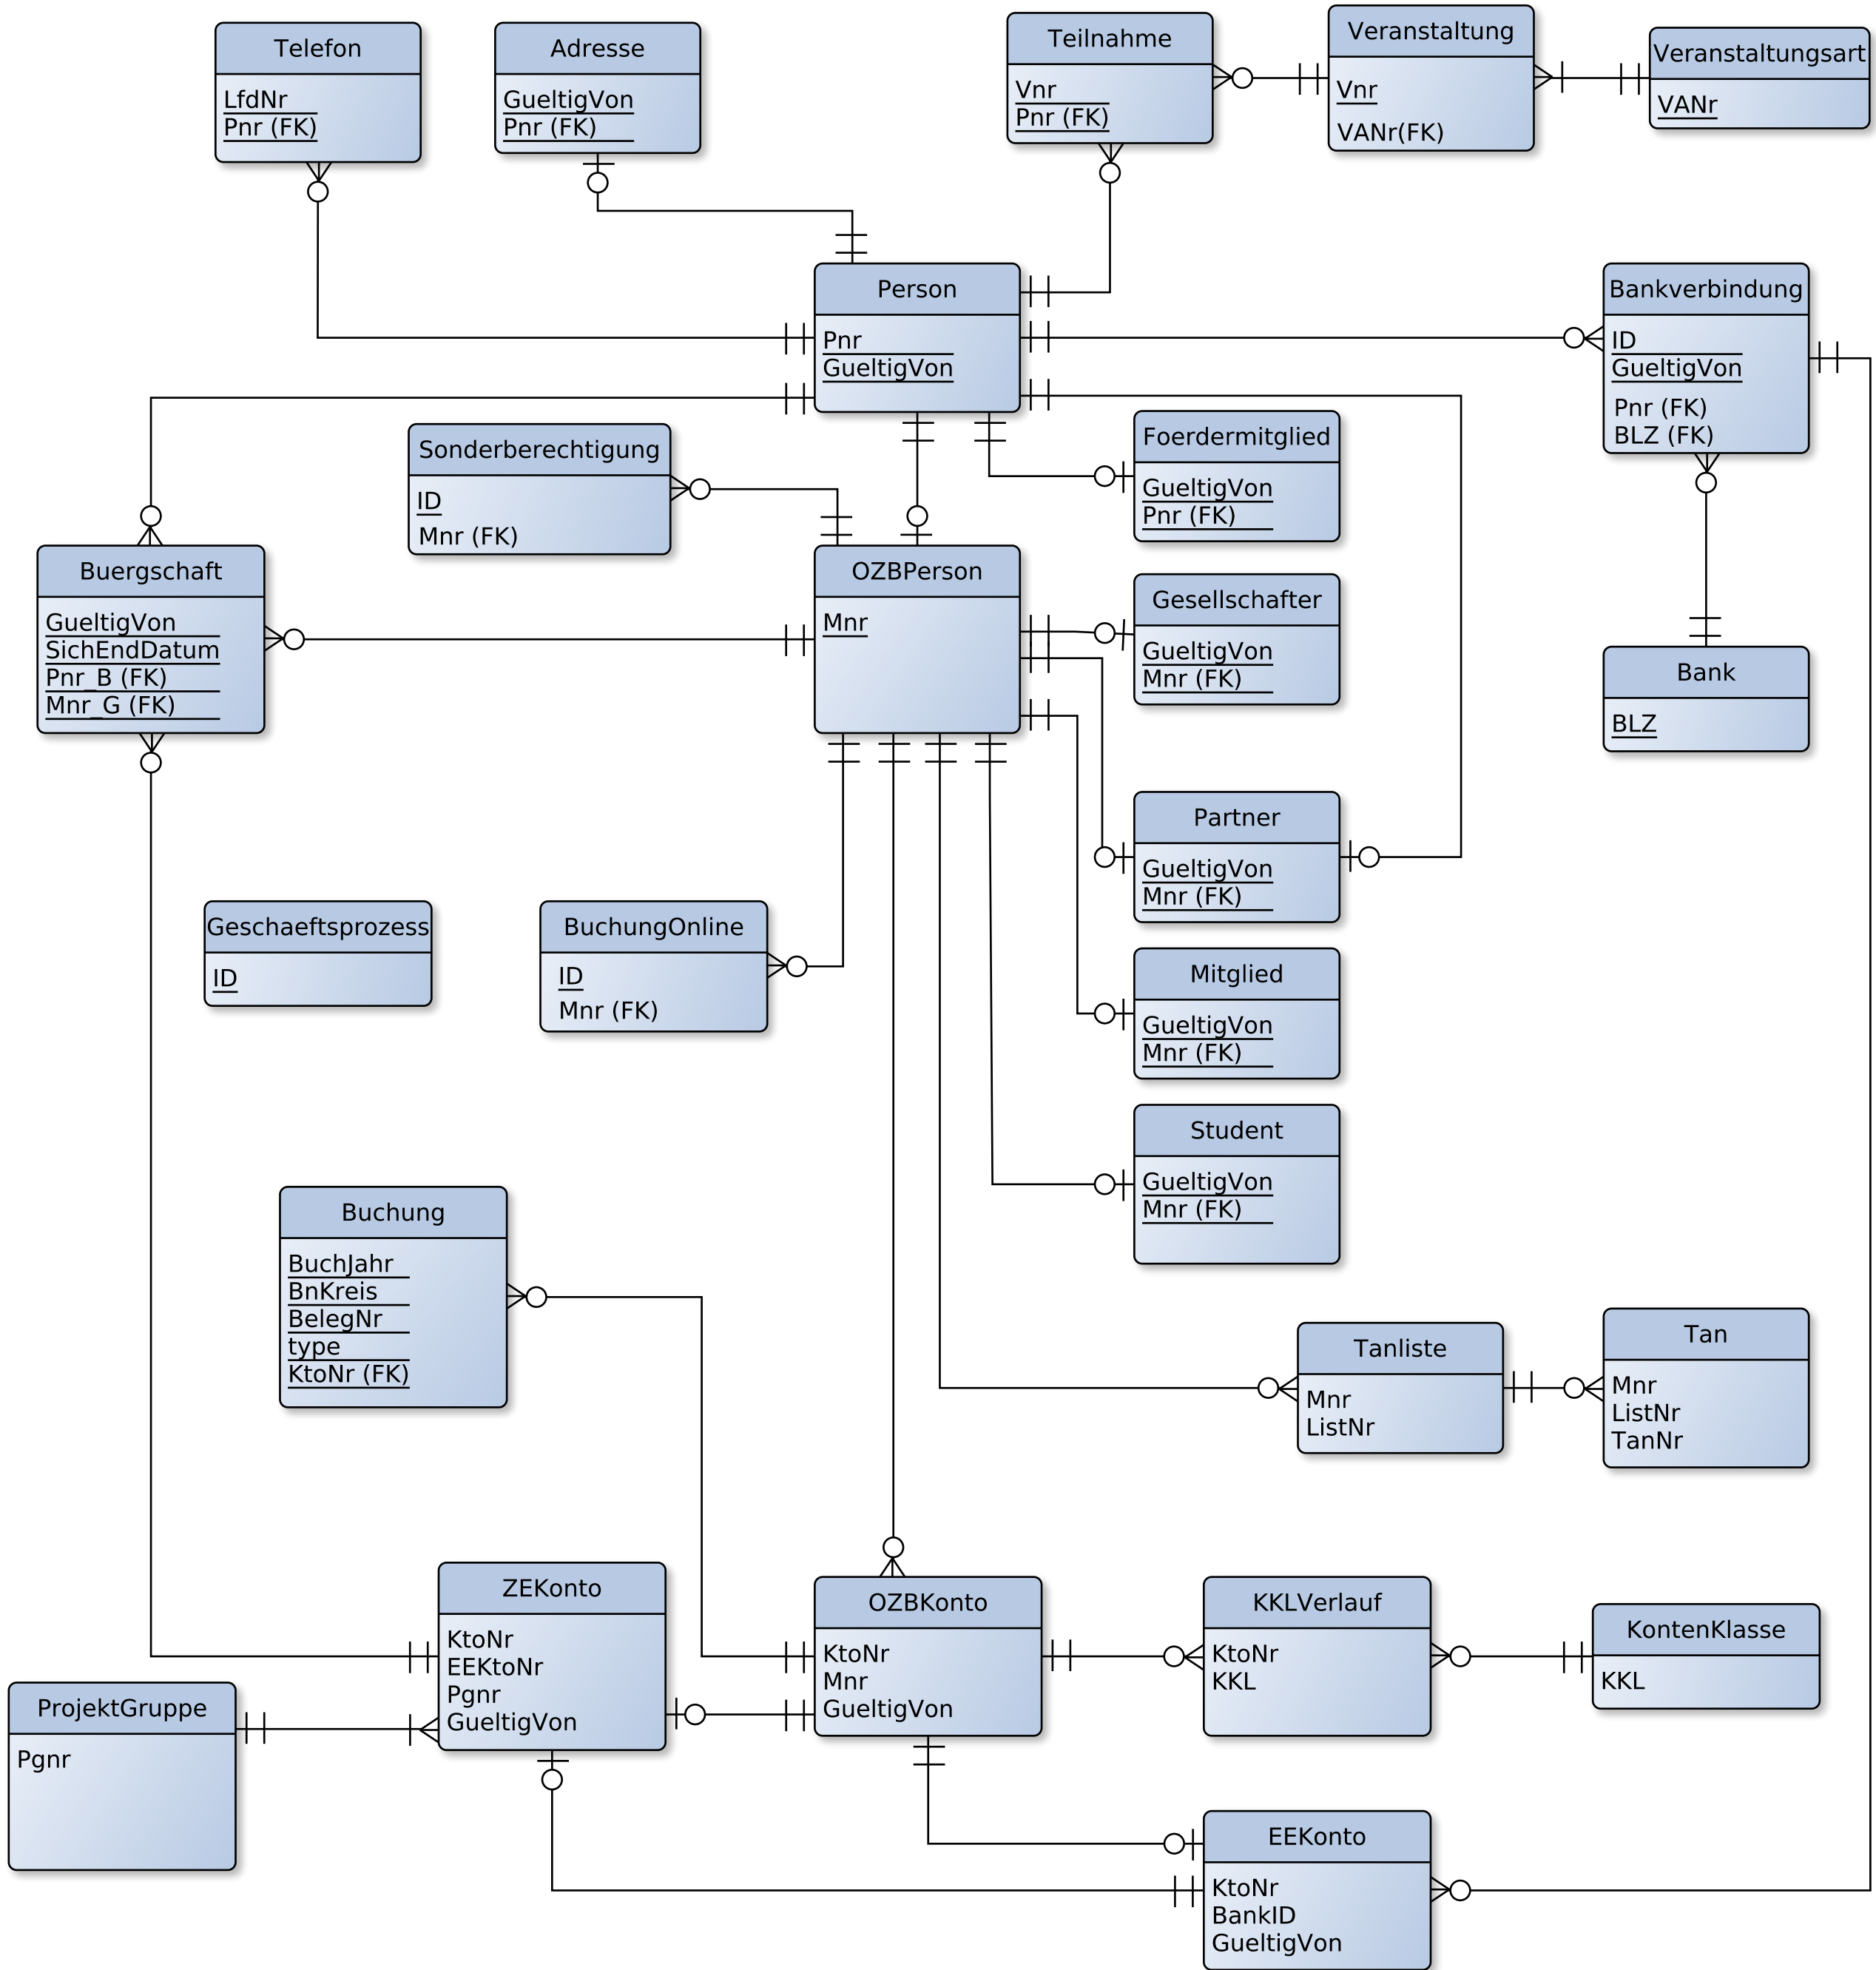 Telefon
LfdNr
Pnr (FK)
Adresse
GueltigVon
Pnr (FK)
Teilnahme
Vnr
Pnr (FK)
Veranstaltung
Vnr
VANr(FK)
Veranstaltungsart
VANr
Person
Pnr
GueltigVon
Bankverbindung
ID
GueltigVon
Pnr (FK)
BLZ (FK)
Sonderberechtigung
ID
Mnr (FK)
Foerdermitglied
GueltigVon
Pnr (FK)
Buergschaft
GueltigVon
SichEndDatum
Pnr_B (FK)
Mnr_G (FK)
OZBPerson
Mnr
Gesellschafter
GueltigVon
Mnr (FK)
Bank
BLZ
Partner
GueltigVon
Mnr (FK)
Geschaeftsprozess
ID
BuchungOnline
ID
Mnr (FK)
Mitglied
GueltigVon
Mnr (FK)
Student
GueltigVon
Mnr (FK)
Buchung
BuchJahr
BnKreis
BelegNr
type
KtoNr (FK)
Tanliste
Mnr
ListNr
Tan
Mnr
ListNr
TanNr
ZEKonto
KtoNr
EEKtoNr
Pgnr
GueltigVon
OZBKonto
KtoNr
Mnr
GueltigVon
KKLVerlauf
KtoNr
KKL
KontenKlasse
KKL
ProjektGruppe
Pgnr
EEKonto
KtoNr
BankID
GueltigVon